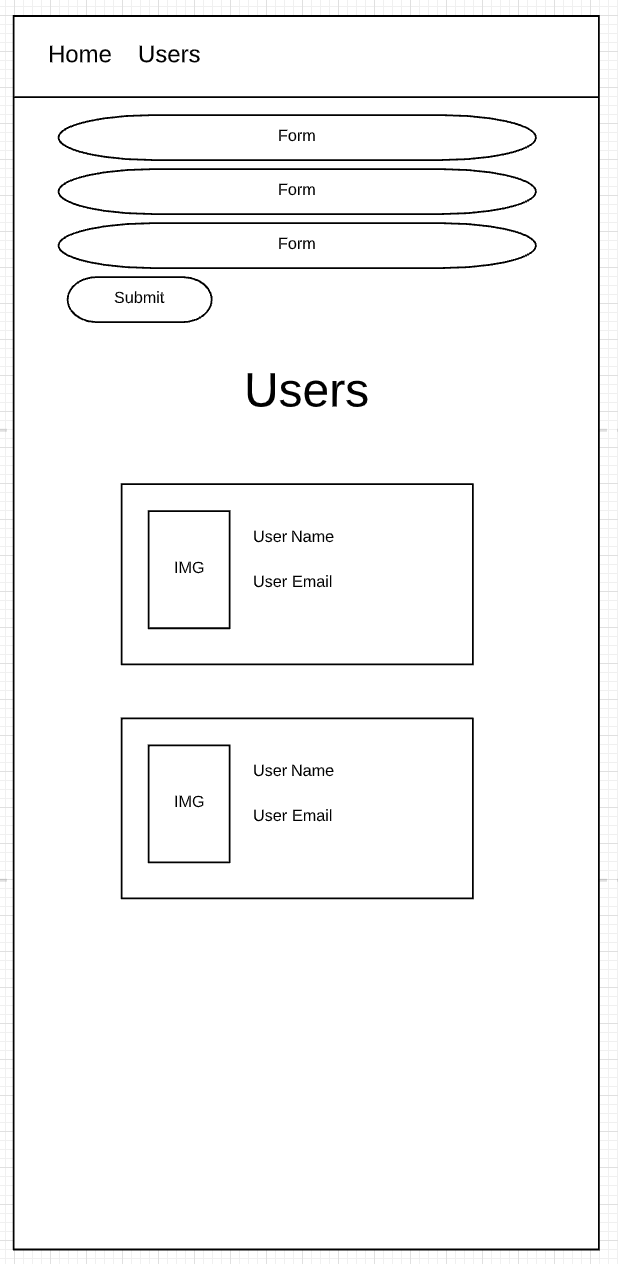 Home Users
Form
Form
Form
Submit
Users
IMG
User Name
User Email
IMG
User Name
User Email